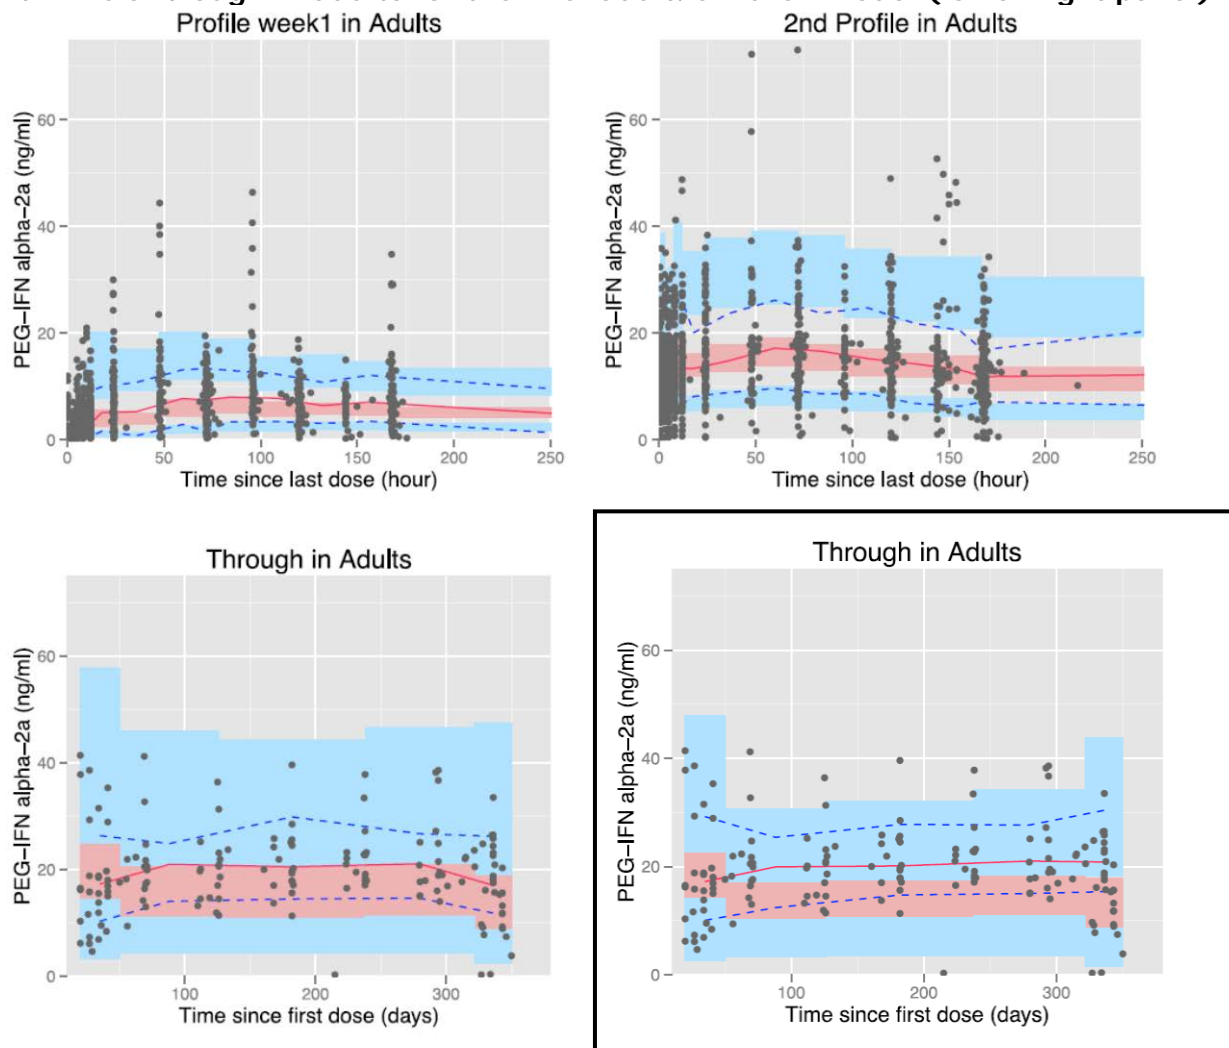 Profile week1 in Adults
2nd Profile in Adults
PEG−IFN alpha−2a (ng/ml)
60
40
20
0
0 50 100 150 200 250
Time since last dose (hour)
PEG−IFN alpha−2a (ng/ml)
60
40
20
0
0 50 100 150 200 250
Time since last dose (hour)
Through in Adults
PEG−IFN alpha−2a (ng/ml)
60
40
20
0
100 200 300
Time since first dose (days)
Through in Adults
PEG−IFN alpha−2a (ng/ml)
60
40
20
0
100 200 300
Time since first dose (days)